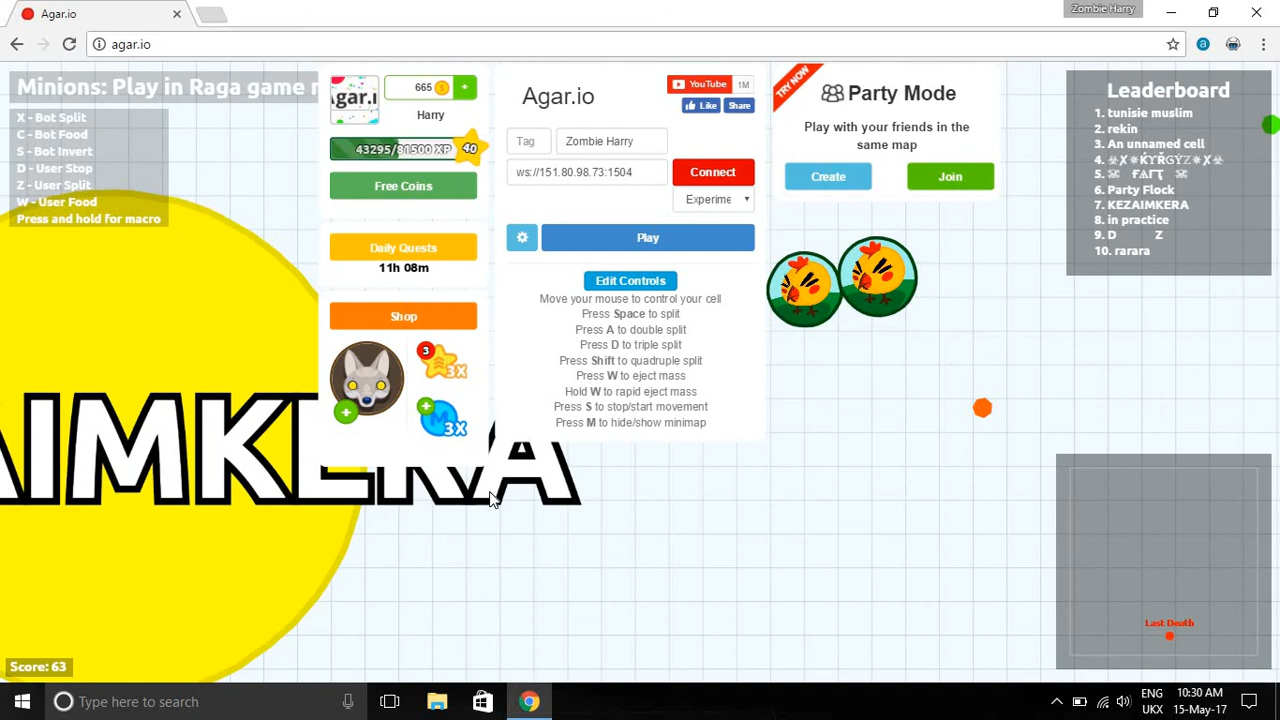 Agar.io
Zombie Harry
agar.io
Minions: Play in Raga game
X - Bot Split
C - Bot Food
S - Bot Invert
D - User Stop
Z - User Split
W - User Food
Press and hold for macro
665
Harry
43295/81500 XP
40
Free Coins
Daily Quests
11h 08m
Shop
3
3X
M
3X
Agar.io
YouTube
1M
Like
Share
Tag
Zombie Harry
ws://151.80.98.73:1504
Connect
Experime
Play
Edit Controls
Move your mouse to control your cell
Press Space to split
Press A to double split
Press D to triple split
Press Shift to quadruple split
Press W to eject mass
Hold W to rapid eject mass
Press S to stop/start movement
Press M to hide/show minimap
TRY NOW
Party Mode
Play with your friends in the
same map
Create
Join
Leaderboard
1. tunisie muslim
2. rekin
3. An unnamed cell
6. Party Flock
7. KEZAIMKERA
8. in practice
9. D Z
10. rarara
AIMKERA
Last Death
Score: 63
Type here to search
ENG
UKX
10:30 AM
15-May-17